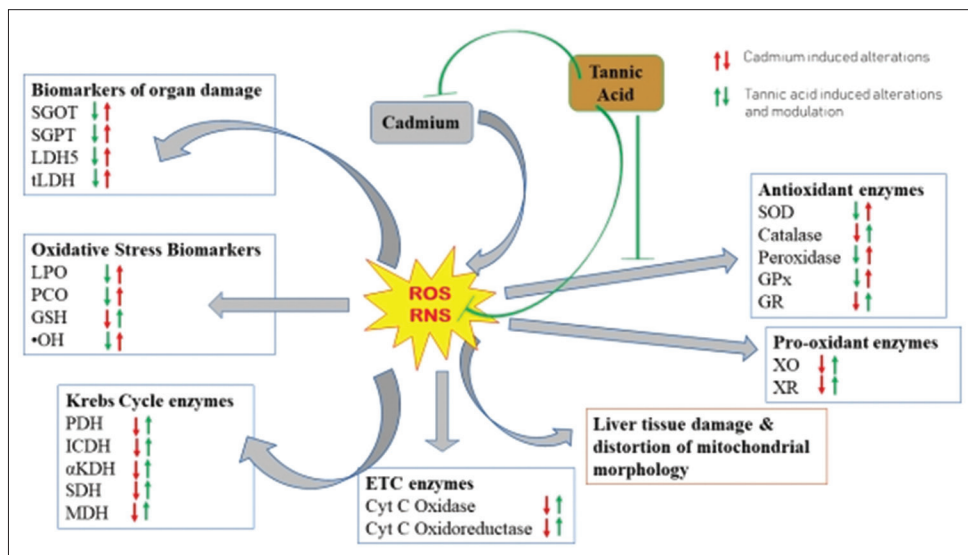 Biomarkers of organ damage
SGOT ↓↑
SGPT ↓↑
LDH5 ↓↑
tLDH ↓↑
Oxidative Stress Biomarkers
LPO ↓↑
PCO ↓↑
GSH ↓↑
•OH ↓↑
Krebs Cycle enzymes
PDH ↓↑
ICDH ↓↑
αKDH ↓↑
SDH ↓↑
MDH ↓↑
Cadmium
Tannic
Acid
ROS
RNS
ETC enzymes
Cyt C Oxidase ↓↑
Cyt C Oxidoreductase ↓↑
↑↓ Cadmium induced alterations
↑↓ Tannic acid induced alterations
and modulation
Antioxidant enzymes
SOD ↓↑
Catalase ↓↑
Peroxidase ↓↑
GPx ↓↑
GR ↓↑
Pro-oxidant enzymes
XO ↓↑
XR ↓↑
Liver tissue damage &
distortion of mitochondrial
morphology